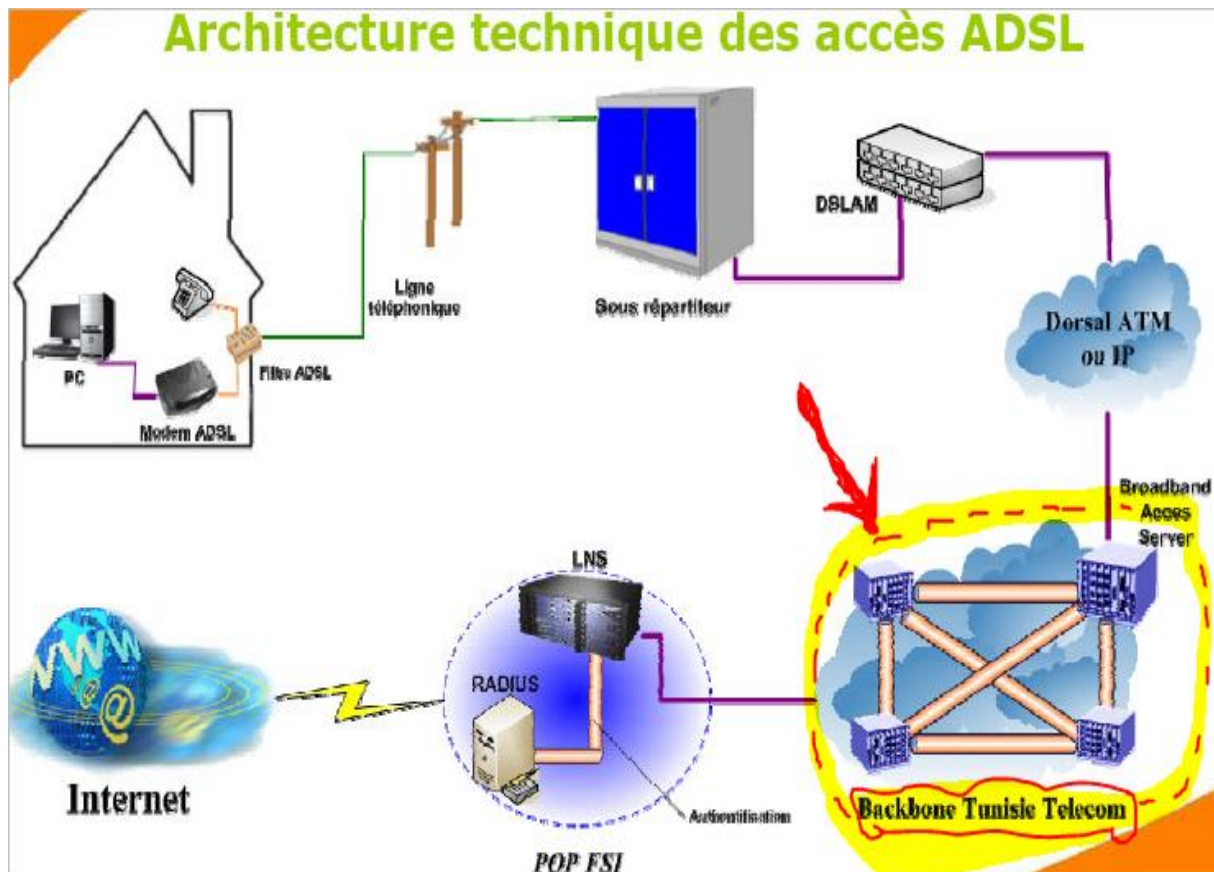 Architecture technique des accès ADSL
DSLAM
Ligne
téléphonique
Sous répartiteur
Dorsal ATM
ou IP
PC
Filtre ADSL
Modem ADSL
Broadband
Acces
Server
LNS
RADIUS
WWW
@
@
Internet
Authentification
Backbone Tunisie Telecom
POP FSI